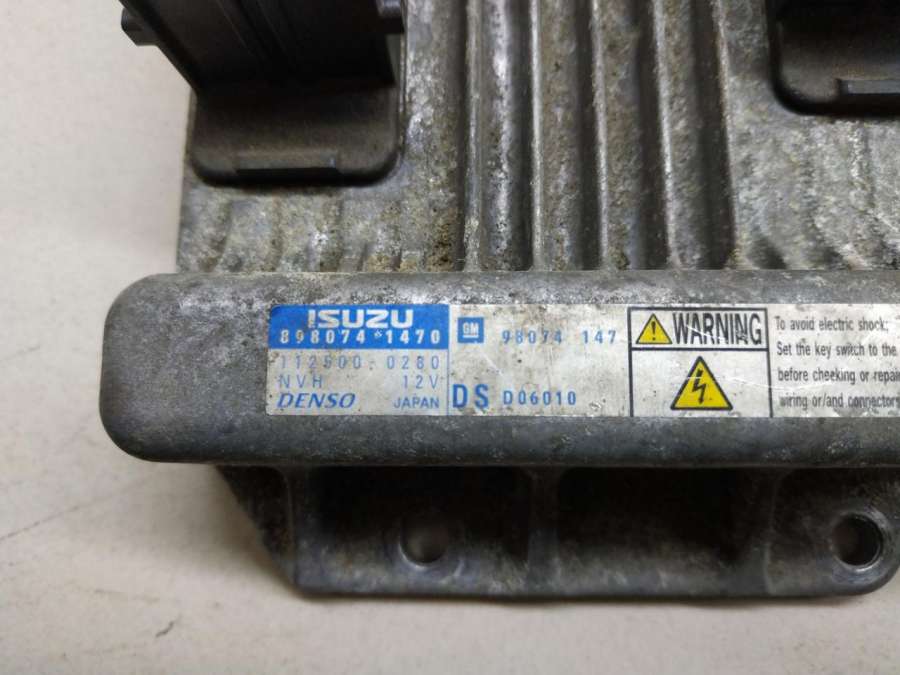 ISUZU
898074*1470
112500-0280
NVH 12V
DENSO JAPAN
GM 98074 147
DS D06010
WARNING
To avoid electric shock;
Set the key switch to the
before cheeking or repair
wiring or/and connectors